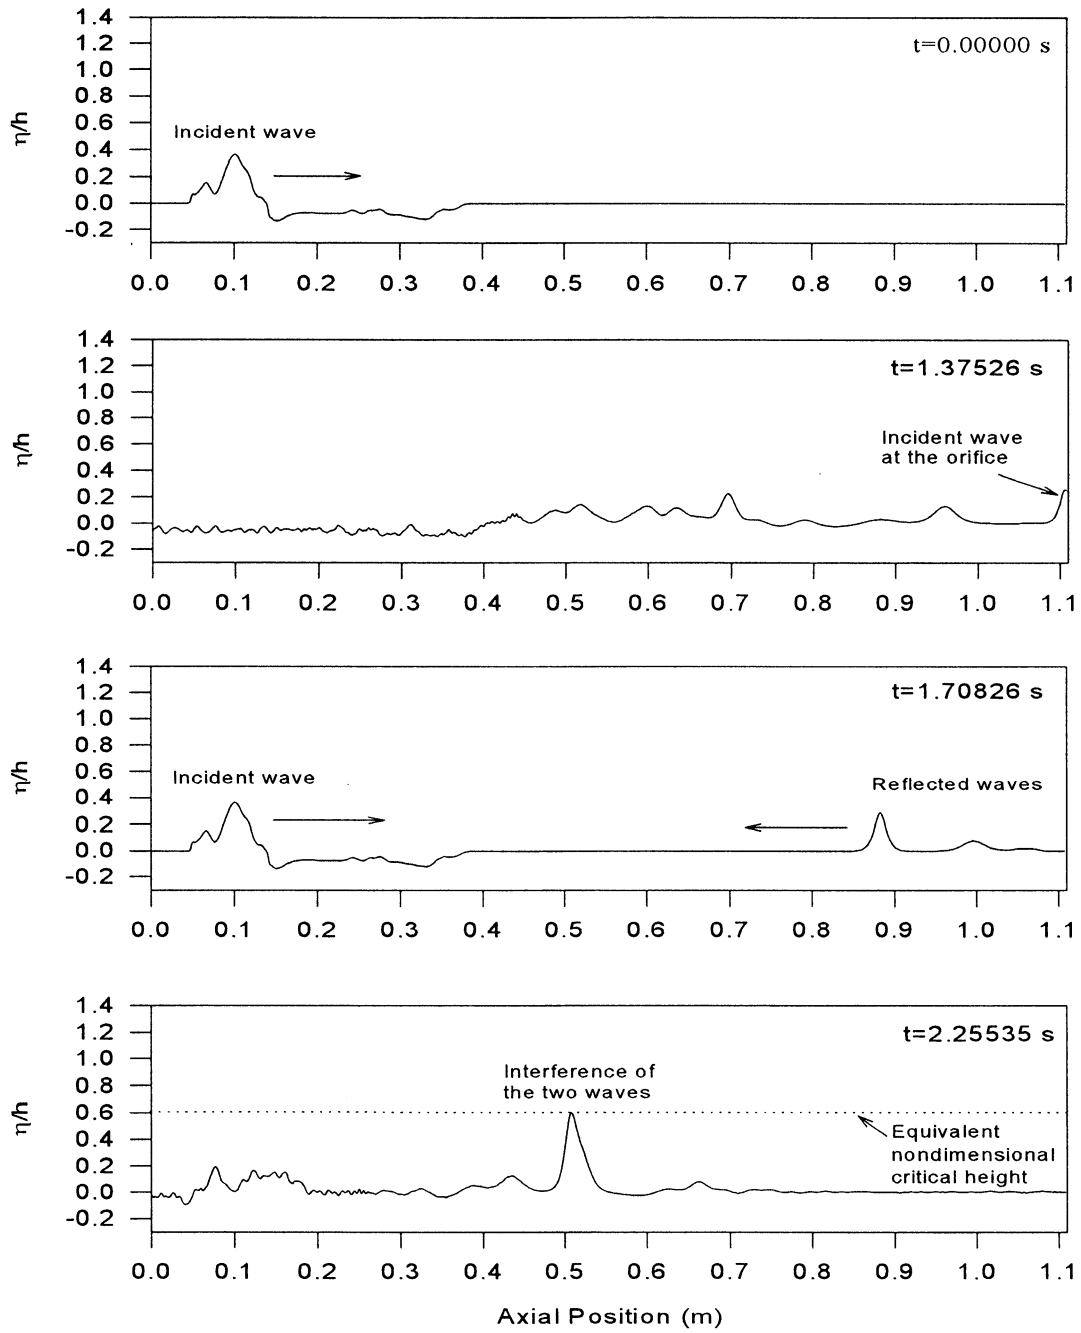 1.4
t=0.00000 s
1.2
1.0
0.8
η/h
0.6
Incident wave
0.4
0.2
0.0
-0.2
0.0 0.1 0.2 0.3 0.4 0.5 0.6 0.7 0.8 0.9 1.0 1.1
1.4
t=1.37526 s
1.2
1.0
0.8
η/h
0.6
Incident wave
at the orifice
0.4
0.2
0.0
-0.2
0.0 0.1 0.2 0.3 0.4 0.5 0.6 0.7 0.8 0.9 1.0 1.1
1.4
t=1.70826 s
1.2
1.0
0.8
η/h
0.6
Incident wave
Reflected waves
0.4
0.2
0.0
-0.2
0.0 0.1 0.2 0.3 0.4 0.5 0.6 0.7 0.8 0.9 1.0 1.1
1.4
t=2.25535 s
1.2
1.0
0.8
η/h
Interference of
the two waves
0.6
Equivalent
nondimensional
critical height
0.4
0.2
0.0
-0.2
0.0 0.1 0.2 0.3 0.4 0.5 0.6 0.7 0.8 0.9 1.0 1.1
Axial Position (m)